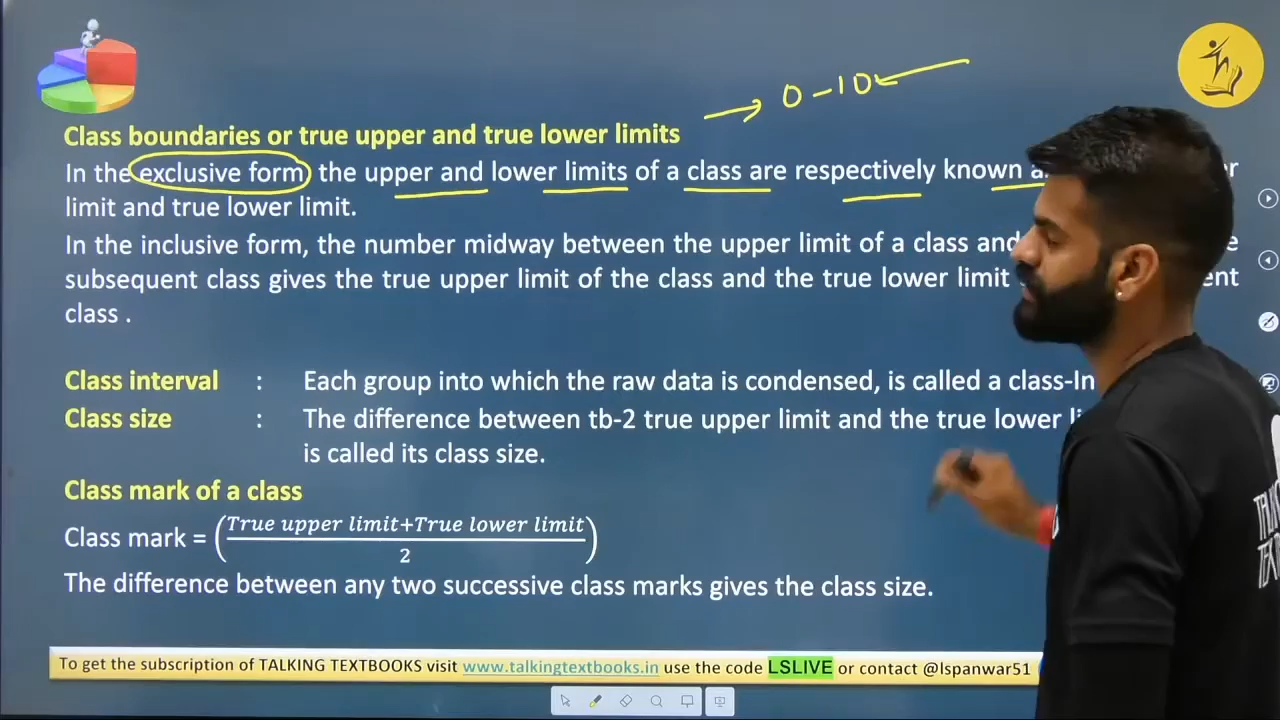 0-10
Class boundaries or true upper and true lower limits
In the exclusive form the upper and lower limits of a class are respectively known
limit and true lower limit.
In the inclusive form, the number midway between the upper limit of a class and
subsequent class gives the true upper limit of the class and the true lower limit
class .
Class interval : Each group into which the raw data is condensed, is called a class-In
Class size : The difference between tb-2 true upper limit and the true lower
is called its class size.
Class mark of a class
Class mark = (True upper limit+True lower limit / 2)
The difference between any two successive class marks gives the class size.
To get the subscription of TALKING TEXTBOOKS visit www.talkingtextbooks.in use the code LSLIVE or contact @lspanwar51